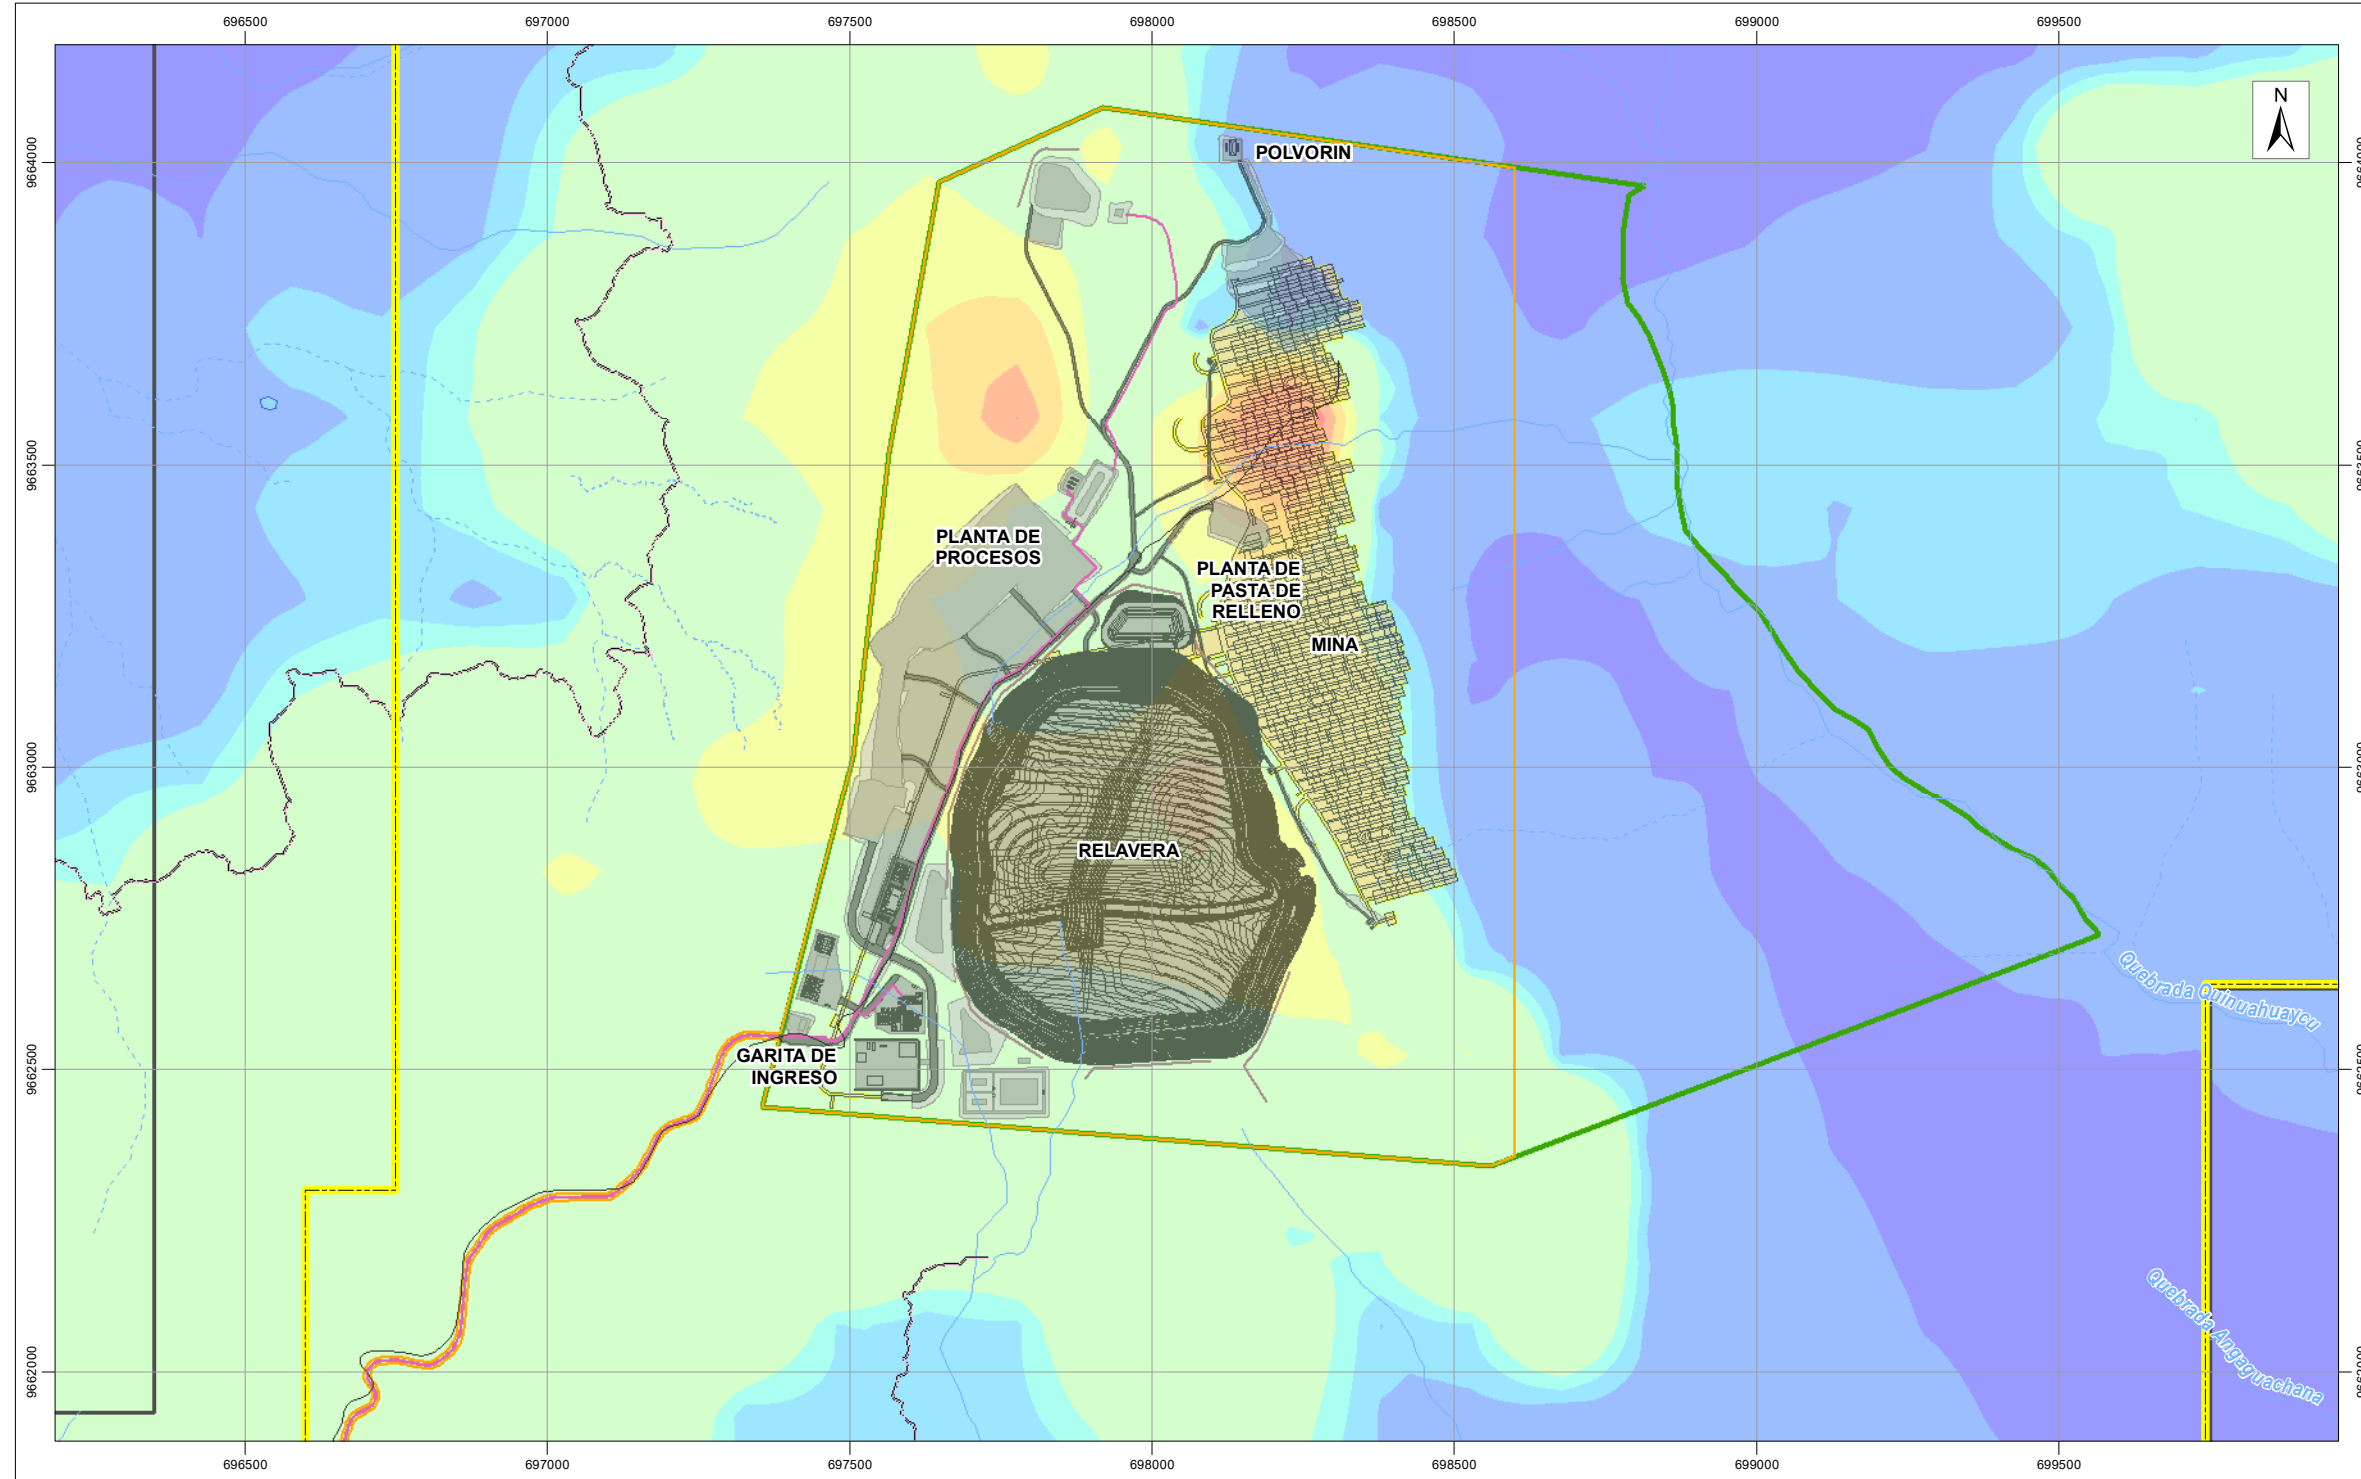 696500 697000 697500 698000 698500 699000 699500
N
9664000
POLVORIN
9663500
PLANTA DE
PROCESOS
PLANTA DE
PASTA DE
RELLENO
MINA
9663000
RELAVERA
Quebrada Quinuahuaycu
GARITA DE
INGRESO
9662500
Quebrada Angaguachana
9662000
696500 697000 697500 698000 698500 699000 699500